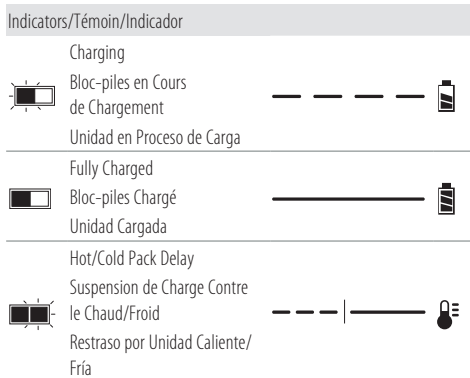 Indicators/Témoin/Indicador
Charging
Bloc-piles en Cours
de Chargement
Unidad en Proceso de Carga
Fully Charged
Bloc-piles Chargé
Unidad Cargada
Hot/Cold Pack Delay
Suspension de Charge Contre
le Chaud/Froid
Restraso por Unidad Caliente/
Fría